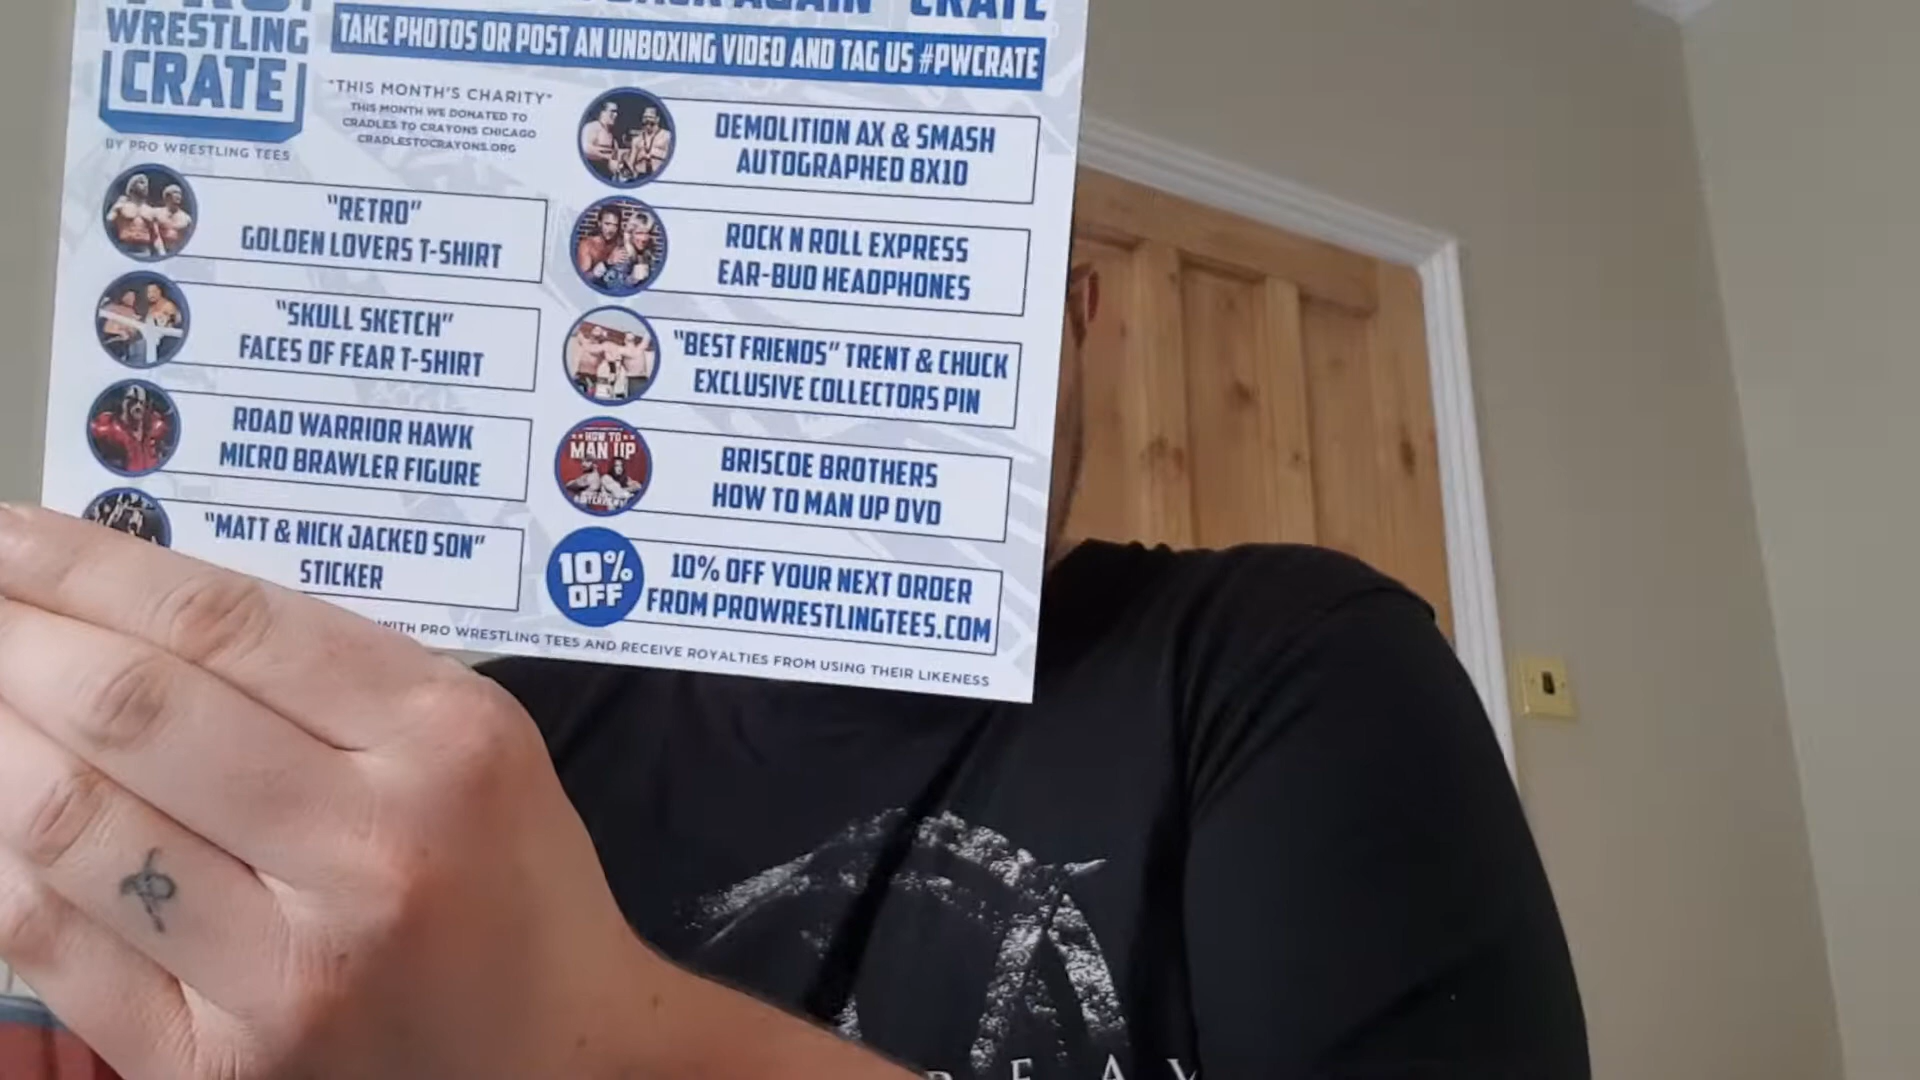 AGAIN" CRATE
WRESTLING
CRATE
BY PRO WRESTLING TEES
TAKE PHOTOS OR POST AN UNBOXING VIDEO AND TAG US #PWCRATE
*THIS MONTH'S CHARITY*
THIS MONTH WE DONATED TO
CRADLES TO CRAYONS CHICAGO
CRADLESTOCRAYONS.ORG
"RETRO"
GOLDEN LOVERS T-SHIRT
"SKULL SKETCH"
FACES OF FEAR T-SHIRT
ROAD WARRIOR HAWK
MICRO BRAWLER FIGURE
"MATT & NICK JACKED SON"
STICKER
DEMOLITION AX & SMASH
AUTOGRAPHED 8X10
ROCK N ROLL EXPRESS
EAR-BUD HEADPHONES
"BEST FRIENDS" TRENT & CHUCK
EXCLUSIVE COLLECTORS PIN
HOW TO
MAN UP
BRISCOE BROTHERS
HOW TO MAN UP DVD
10%
OFF
10% OFF YOUR NEXT ORDER
FROM PROWRESTLINGTEES.COM
WITH PRO WRESTLING TEES AND RECEIVE ROYALTIES FROM USING THEIR LIKENESS